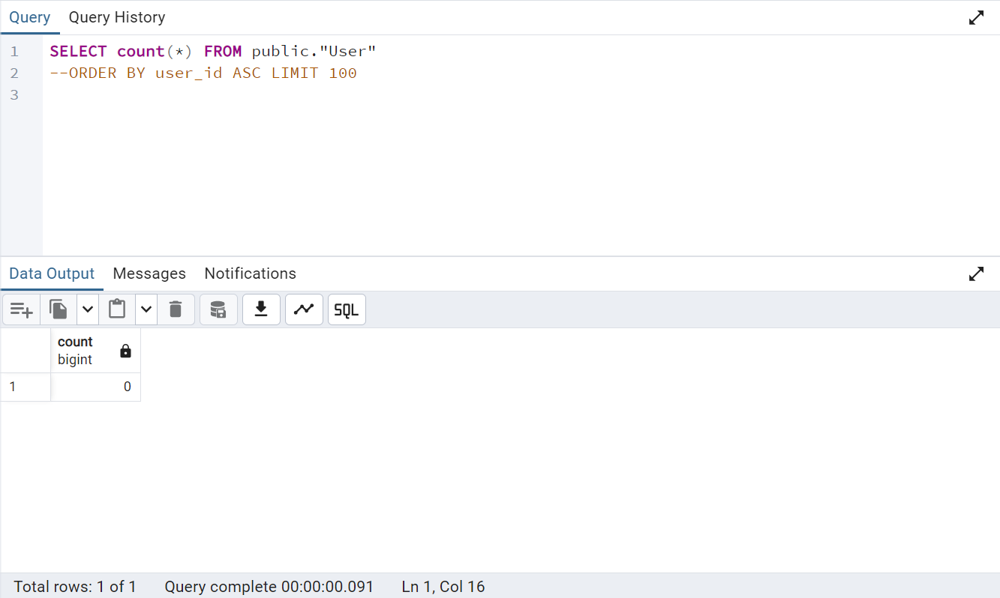 Query Query History
1 SELECT count(*) FROM public."User"
2 --ORDER BY user_id ASC LIMIT 100
3
Data Output Messages Notifications
SQL
count
bigint
1 0
Total rows: 1 of 1 Query complete 00:00:00.091 Ln 1, Col 16